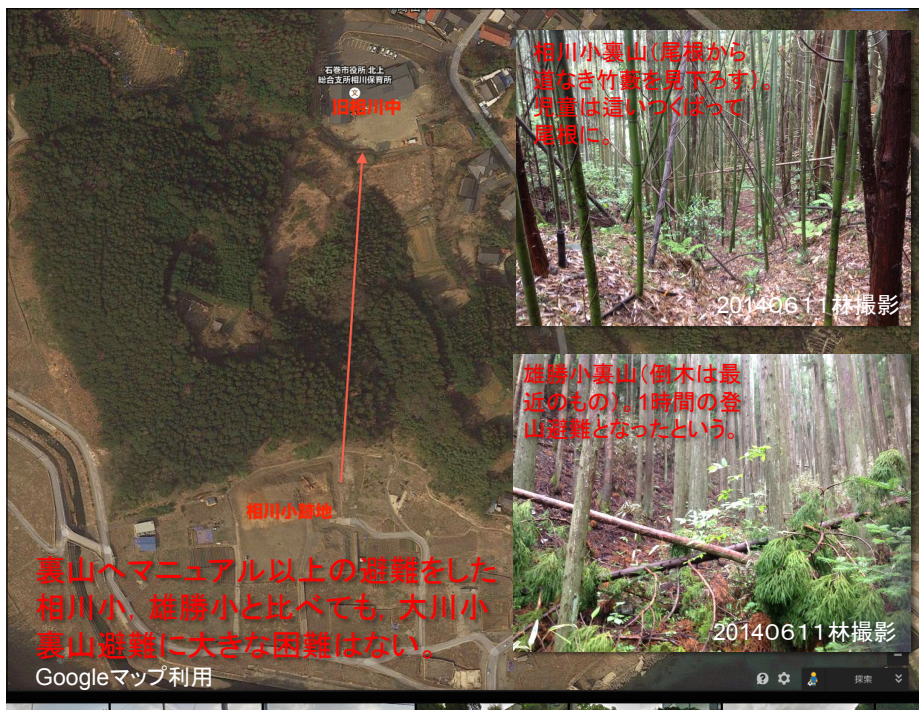 石巻市役所 北上
総合支所相川保育所
文
旧相川中
相川小裏山（尾根から
道なき竹藪を見下ろす）。
児童は這いつくばって
尾根に。
20140611林撮影
雄勝小裏山（倒木は最
近のもの）。1時間の登
山避難となったという。
相川小跡地
裏山へマニュアル以上の避難をした
相川小，雄勝小と比べても，大川小
裏山避難に大きな困難はない。
20140611林撮影
Googleマップ利用
探索